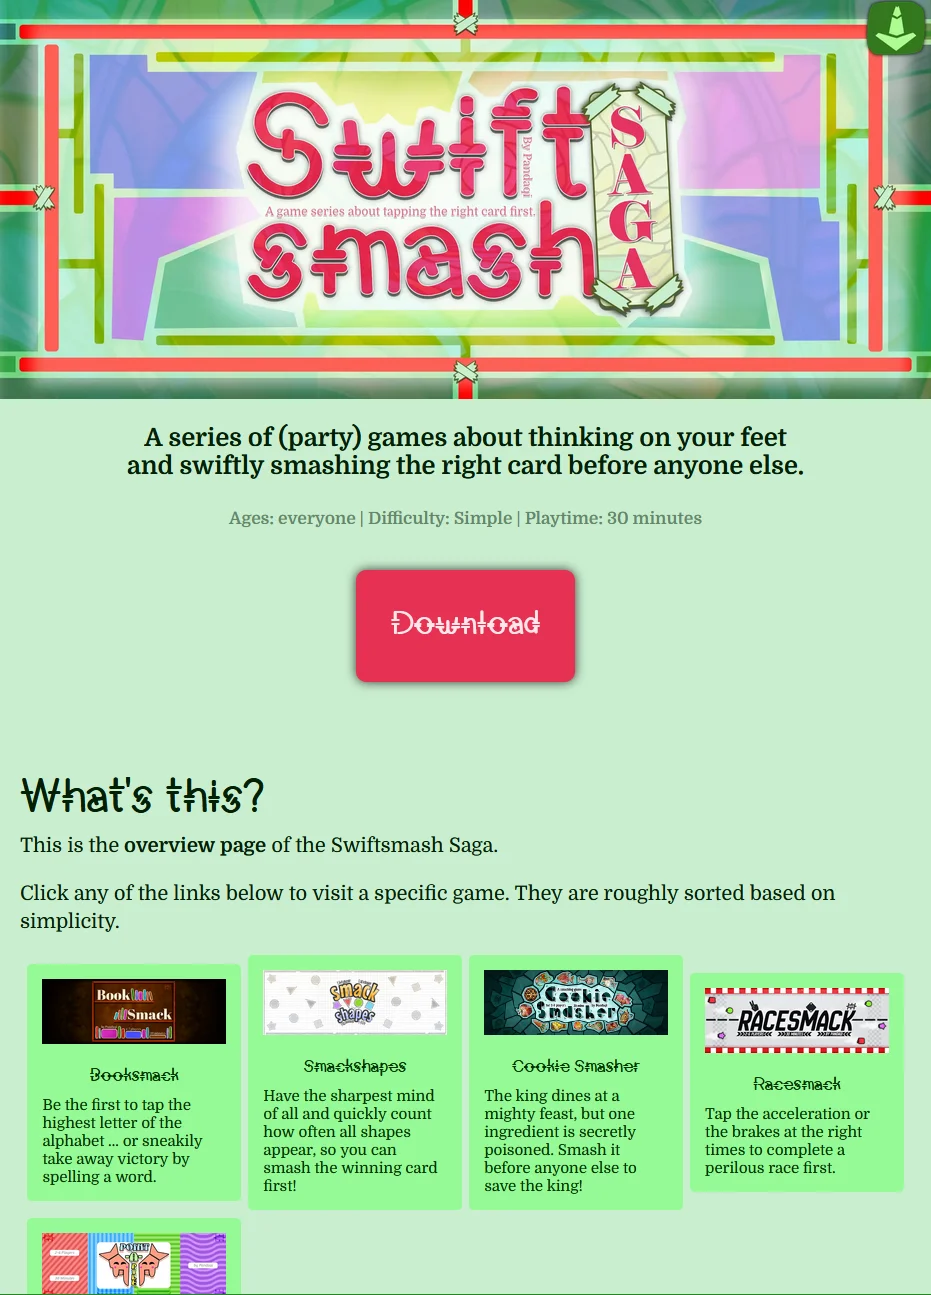 Swift
smash
SAGA
By Pandaqi
A game series about tapping the right card first.
A series of (party) games about thinking on your feet
and swiftly smashing the right card before anyone else.
Ages: everyone | Difficulty: Simple | Playtime: 30 minutes
Download
What's this?
This is the overview page of the Swiftsmash Saga.
Click any of the links below to visit a specific game. They are roughly sorted based on
simplicity.
Book
Smack
Booksmack
Be the first to tap the
highest letter of the
alphabet ... or sneakily
take away victory by
spelling a word.
Smack
Shapes
Smackshapes
Have the sharpest mind
of all and quickly count
how often all shapes
appear, so you can
smash the winning card
first!
Cookie
Smasher
Cookie Smasher
The king dines at a
mighty feast, but one
ingredient is secretly
poisoned. Smash it
before anyone else to
save the king!
RACESMACK
Racesmack
Tap the acceleration or
the brakes at the right
times to complete a
perilous race first.
POINT